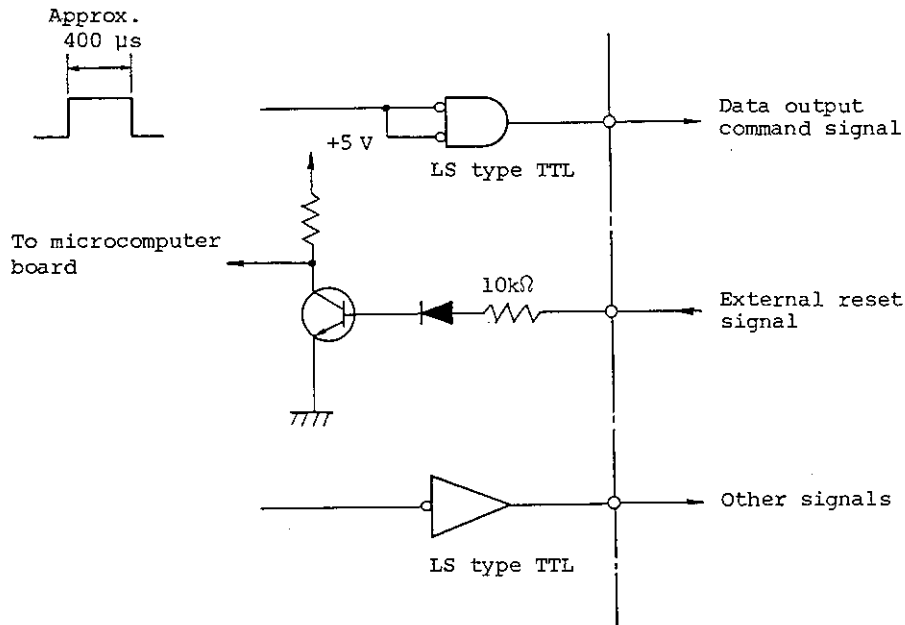 Approx.
400 µs
Data output
command signal
+5 V
LS type TTL
To microcomputer
board
10kΩ
External reset
signal
Other signals
LS type TTL